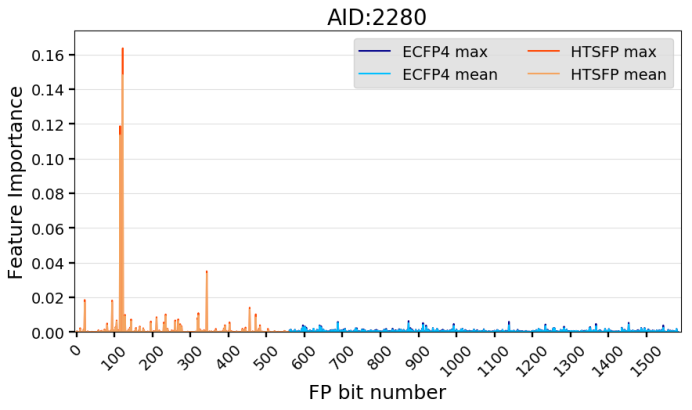 AID:2280
ECFP4 max
HTSFP max
ECFP4 mean
HTSFP mean
Feature Importance
0.16
0.14
0.12
0.10
0.08
0.06
0.04
0.02
0.00
0 100 200 300 400 500 600 700 800 900 1000 1100 1200 1300 1400 1500
FP bit number